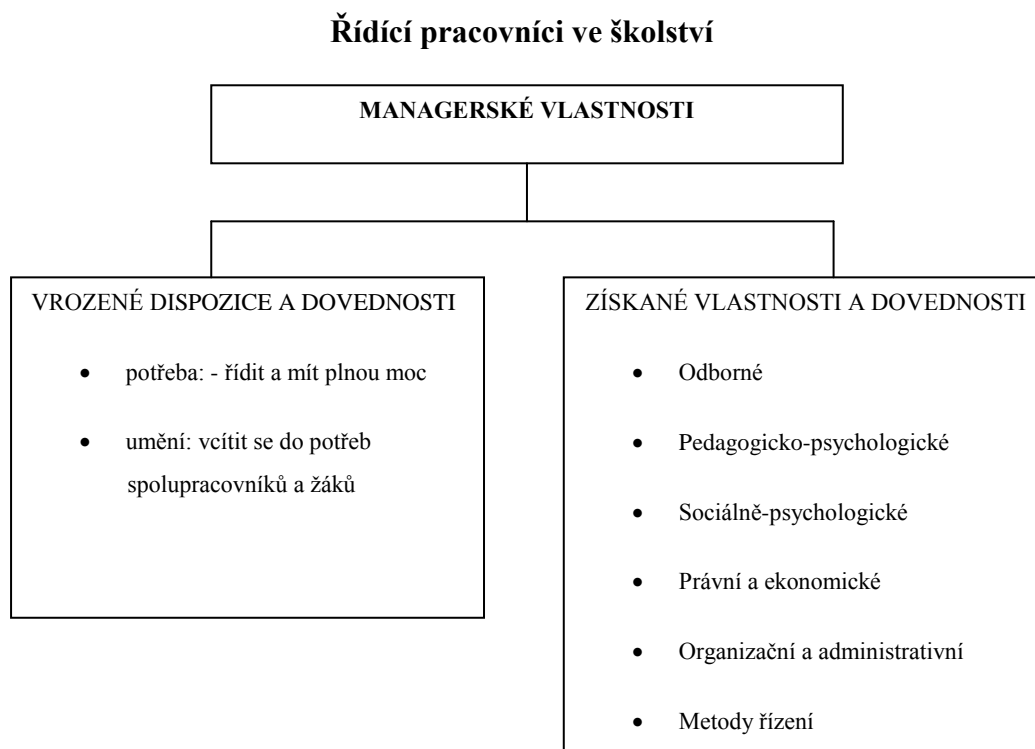 Řídící pracovníci ve školství
MANAGERSKÉ VLASTNOSTI
VROZENÉ DISPOZICE A DOVEDNOSTI
• potřeba: - řídit a mít plnou moc
• umění: vcítit se do potřeb
spolupracovníků a žáků
ZÍSKANÉ VLASTNOSTI A DOVEDNOSTI
• Odborné
• Pedagogicko-psychologické
• Sociálně-psychologické
• Právní a ekonomické
• Organizační a administrativní
• Metody řízení